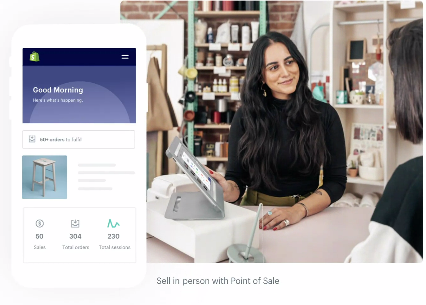 Good Morning
Here's what's happening.
50+ orders to fulfill
50
304
230
Sales
Total orders
Total sessions
Sell in person with Point of Sale